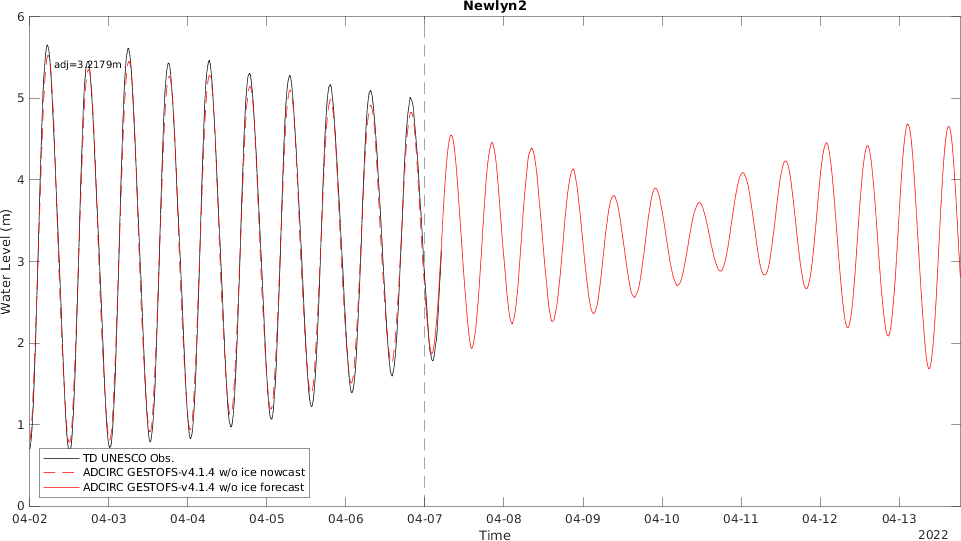 Newlyn2
6
adj=3.2179m
5
4
3
Water Level (m)
2
1
TD UNESCO Obs.
ADCIRC GESTOFS-v4.1.4 w/o ice nowcast
ADCIRC GESTOFS-v4.1.4 w/o ice forecast
0
04-02 04-03 04-04 04-05 04-06 04-07 04-08 04-09 04-10 04-11 04-12 04-13
Time
2022